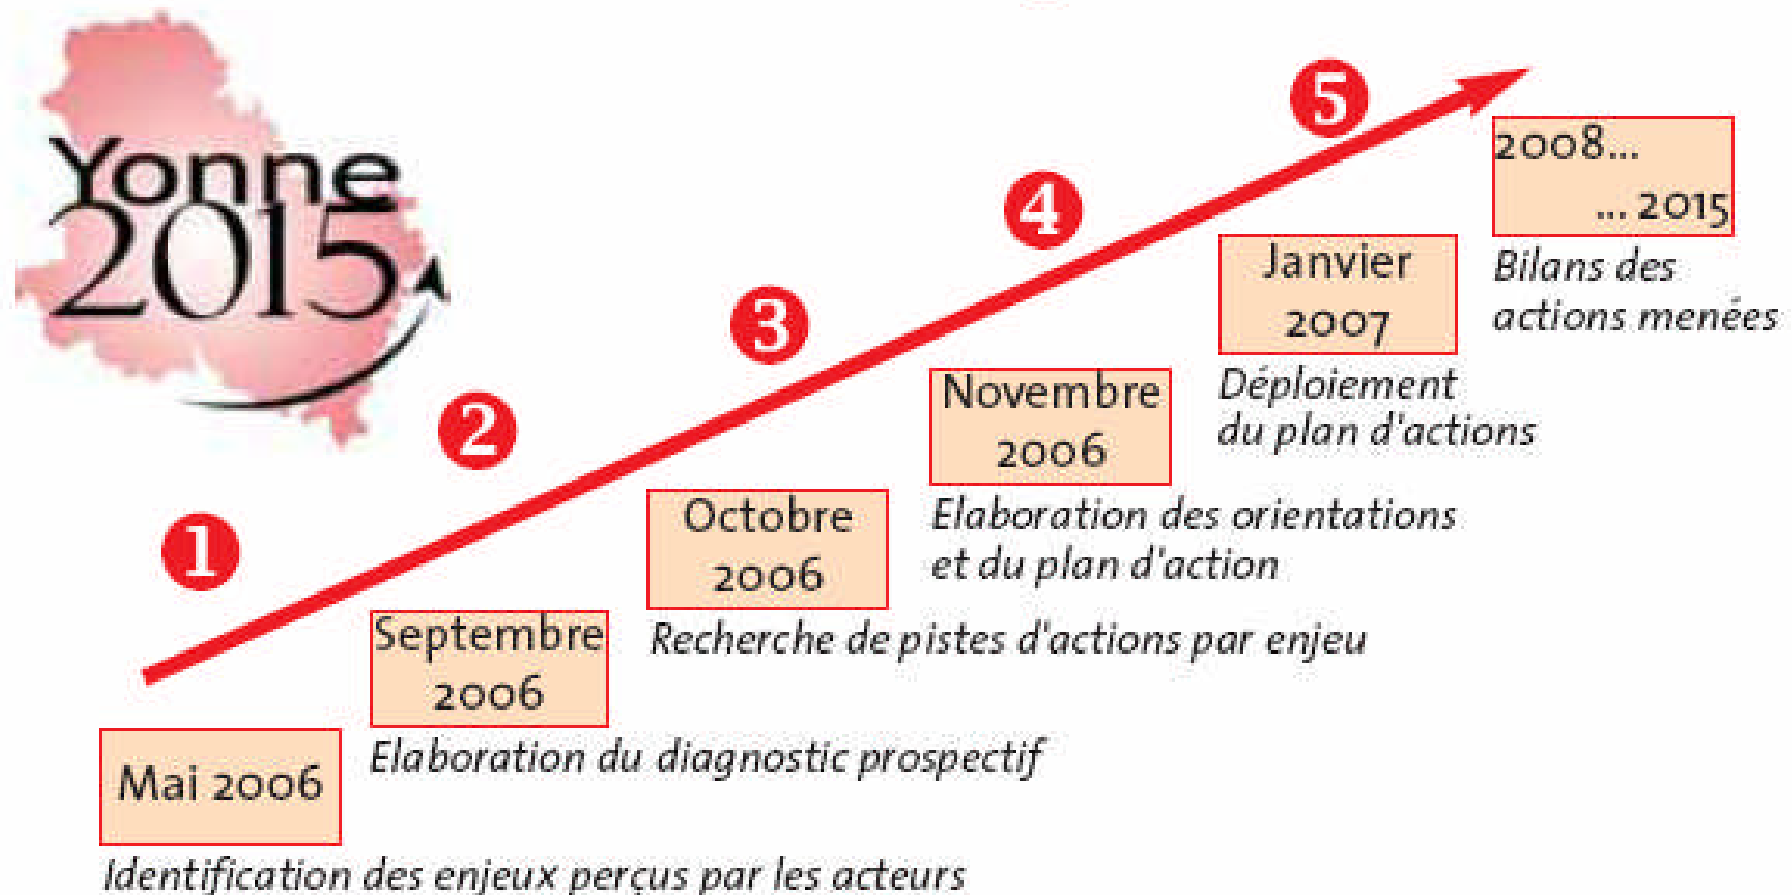 Yonne
2015
1
Mai 2006
Identification des enjeux perçus par les acteurs
2
Septembre
2006
Elaboration du diagnostic prospectif
3
Octobre
2006
Recherche de pistes d'actions par enjeu
4
Novembre
2006
Elaboration des orientations
et du plan d'action
5
Janvier
2007
Déploiement
du plan d'actions
2008...
... 2015
Bilans des
actions menées